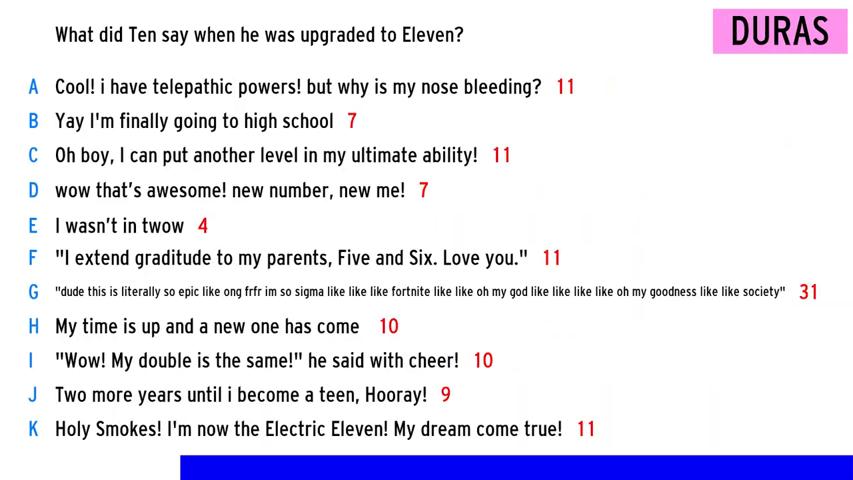 What did Ten say when he was upgraded to Eleven?
DURAS
A Cool! i have telepathic powers! but why is my nose bleeding? 11
B Yay I'm finally going to high school 7
C Oh boy, I can put another level in my ultimate ability! 11
D wow that's awesome! new number, new me! 7
E I wasn't in twow 4
F "I extend graditude to my parents, Five and Six. Love you." 11
G "dude this is literally so epic like ong frfr im so sigma like like like fortnite like like oh my god like like like like oh my goodness like like society" 31
H My time is up and a new one has come 10
I "Wow! My double is the same!" he said with cheer! 10
J Two more years until i become a teen, Hooray! 9
K Holy Smokes! I'm now the Electric Eleven! My dream come true! 11